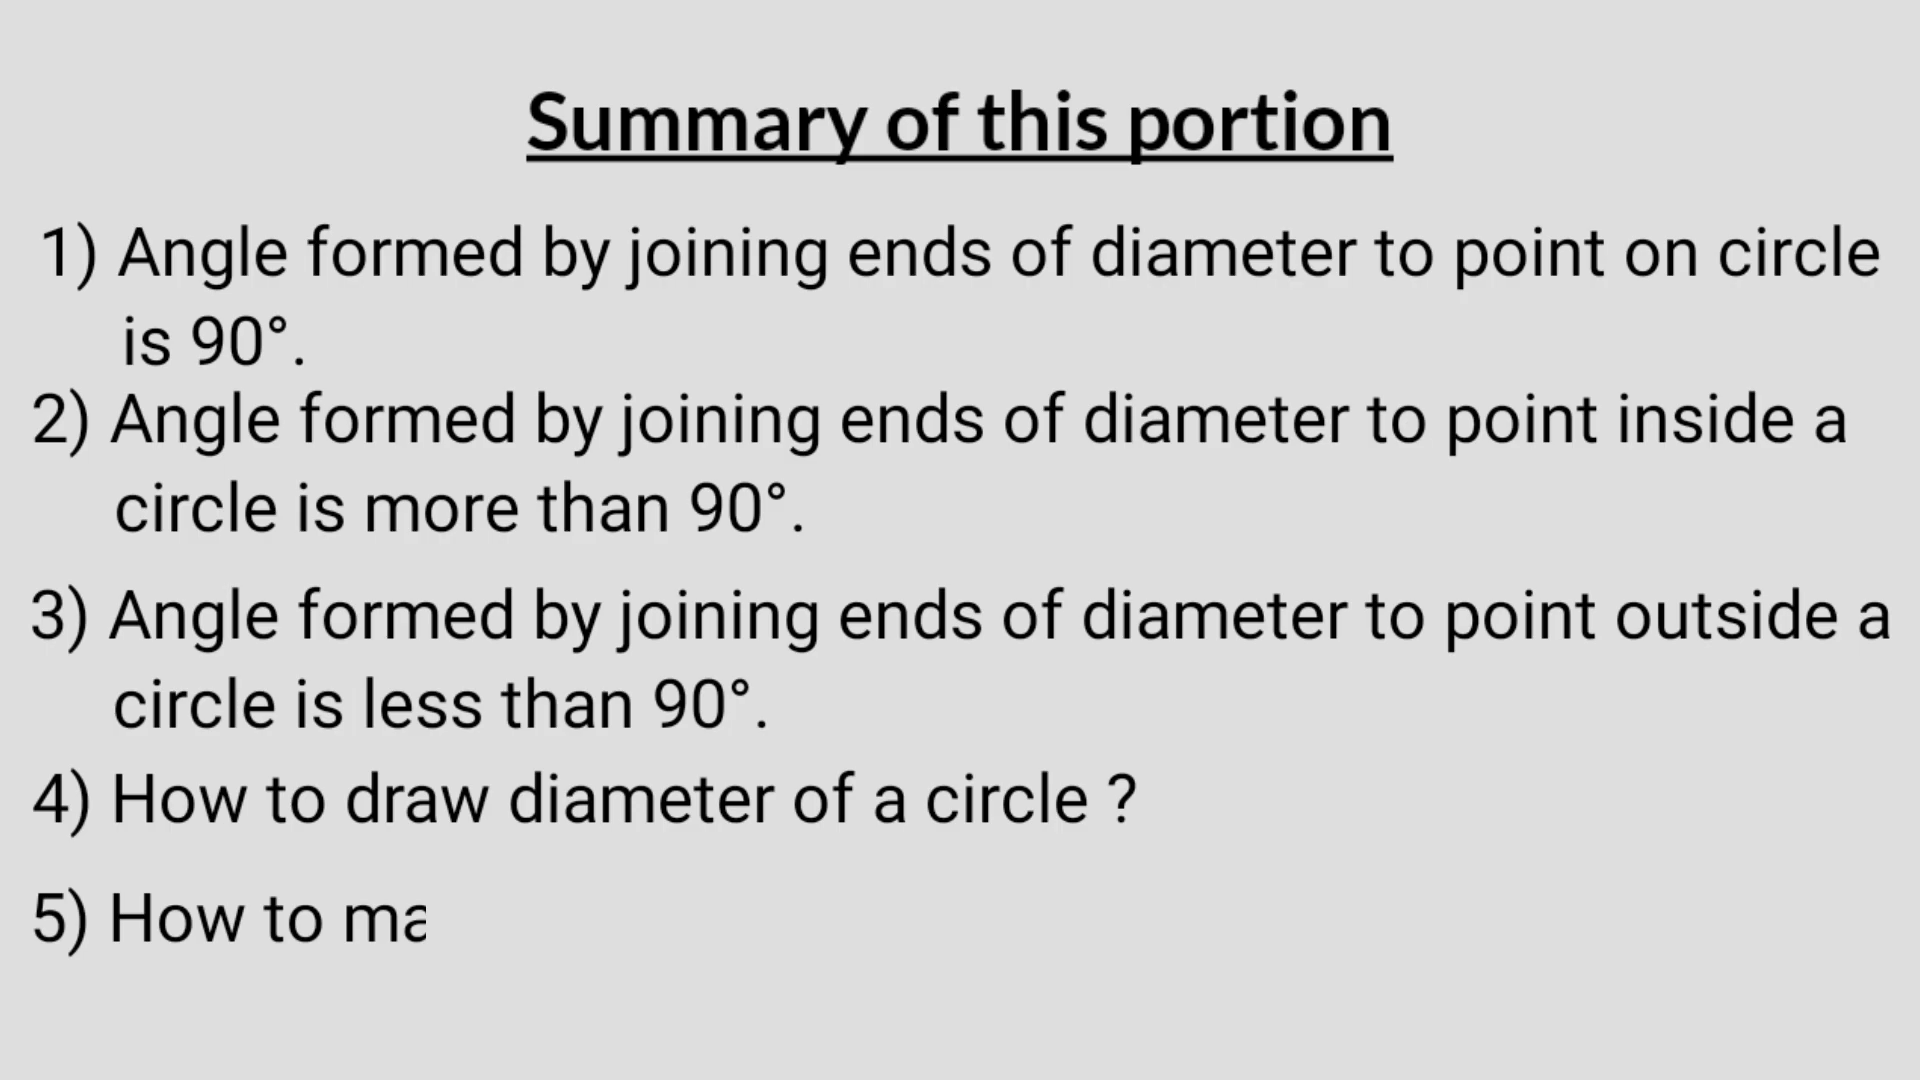 Summary of this portion
1) Angle formed by joining ends of diameter to point on circle
is 90°.
2) Angle formed by joining ends of diameter to point inside a
circle is more than 90°.
3) Angle formed by joining ends of diameter to point outside a
circle is less than 90°.
4) How to draw diameter of a circle ?
5) How to